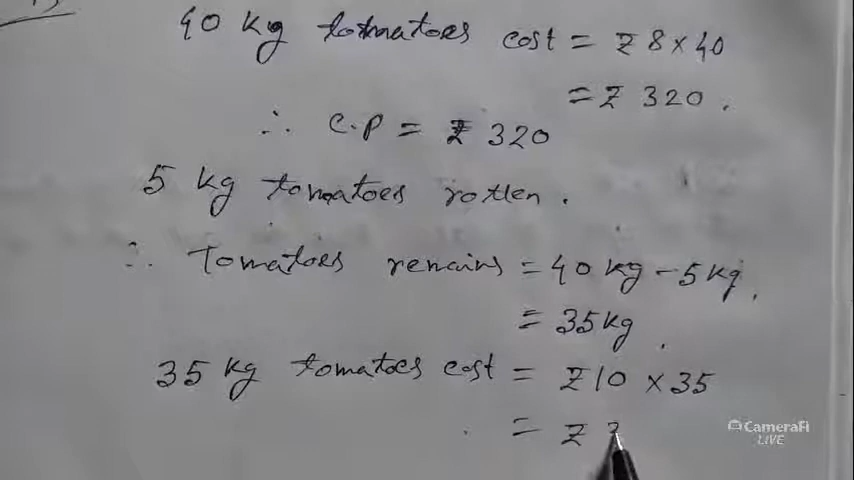 40 kg tomatoes cost = ₹ 8 × 40
= ₹ 320.
∴ C.P = ₹ 320
5 kg tomatoes rotten.
∴ Tomatoes remains = 40 kg - 5 kg.
= 35 kg.
35 kg tomatoes cost = ₹ 10 × 35
= ₹ 3
CameraFi
LIVE